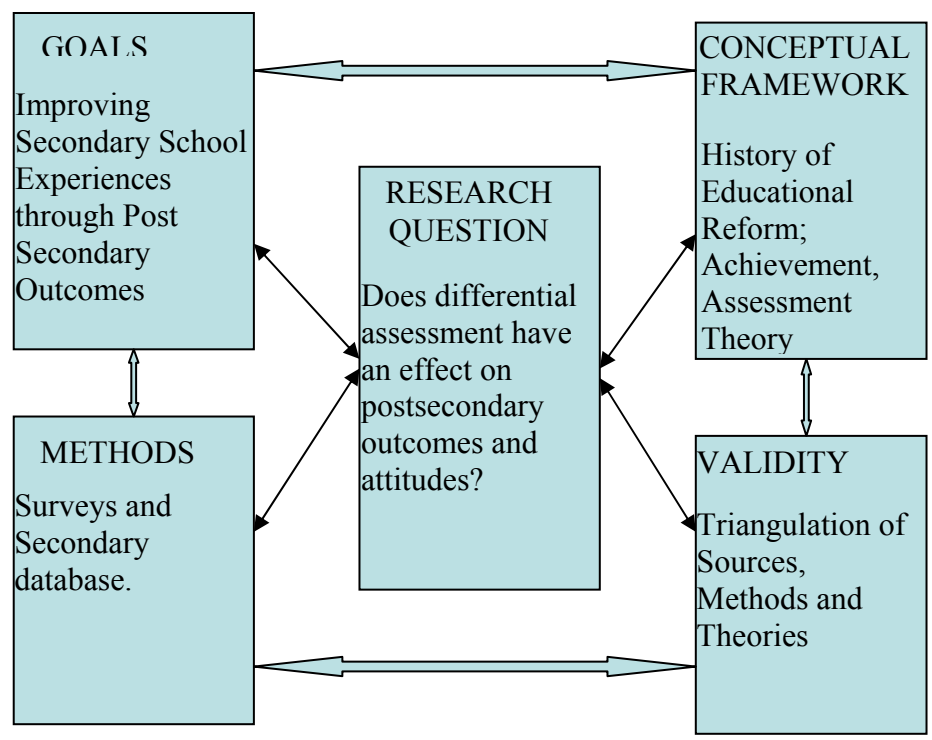 GOALS
Improving
Secondary School
Experiences
through Post
Secondary
Outcomes
CONCEPTUAL
FRAMEWORK
History of
Educational
Reform;
Achievement,
Assessment
Theory
RESEARCH
QUESTION
Does differential
assessment have
an effect on
postsecondary
outcomes and
attitudes?
METHODS
Surveys and
Secondary
database.
VALIDITY
Triangulation of
Sources,
Methods and
Theories